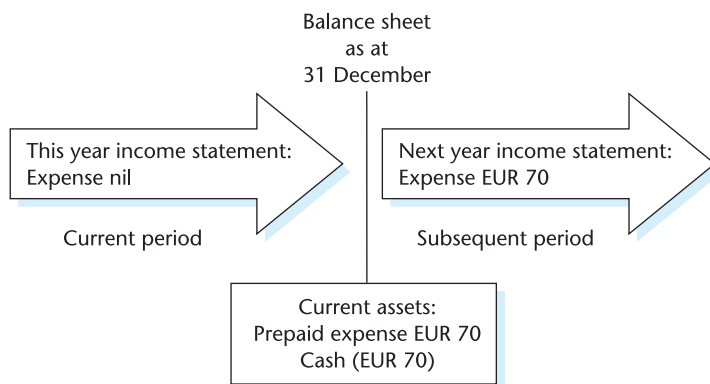 Balance sheet
as at
31 December
This year income statement:
Expense nil
Next year income statement:
Expense EUR 70
Current period
Subsequent period
Current assets:
Prepaid expense EUR 70
Cash (EUR 70)